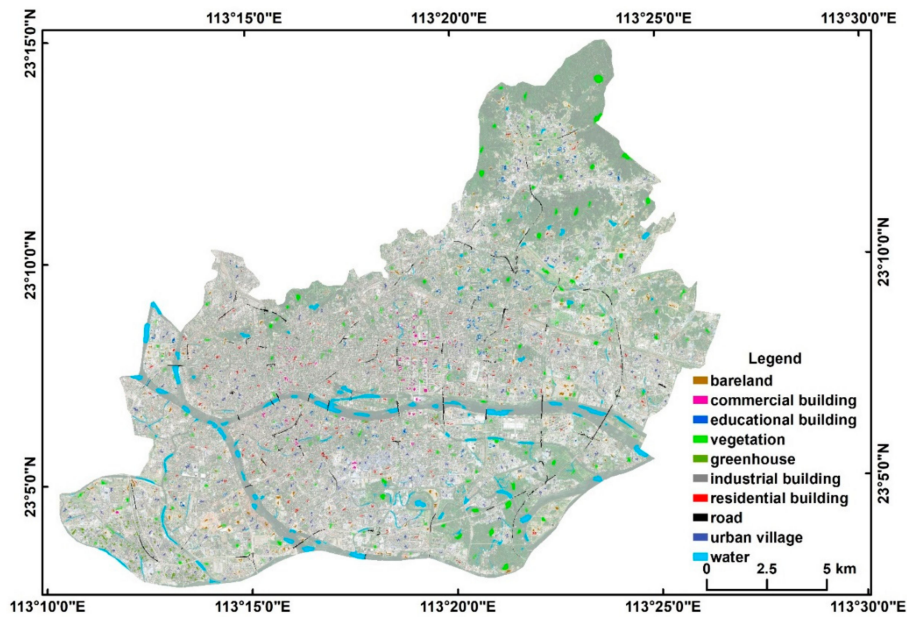 113°15'0"E 113°20'0"E 113°25'0"E 113°30'0"E
23°15'0"N
23°10'0"N 23°10'0"N
Legend
bareland
commercial building
educational building
vegetation
greenhouse
industrial building
residential building
road
urban village
water
23°5'0"N 23°5'0"N
0 2.5 5 km
113°10'0"E 113°15'0"E 113°20'0"E 113°25'0"E 113°30'0"E